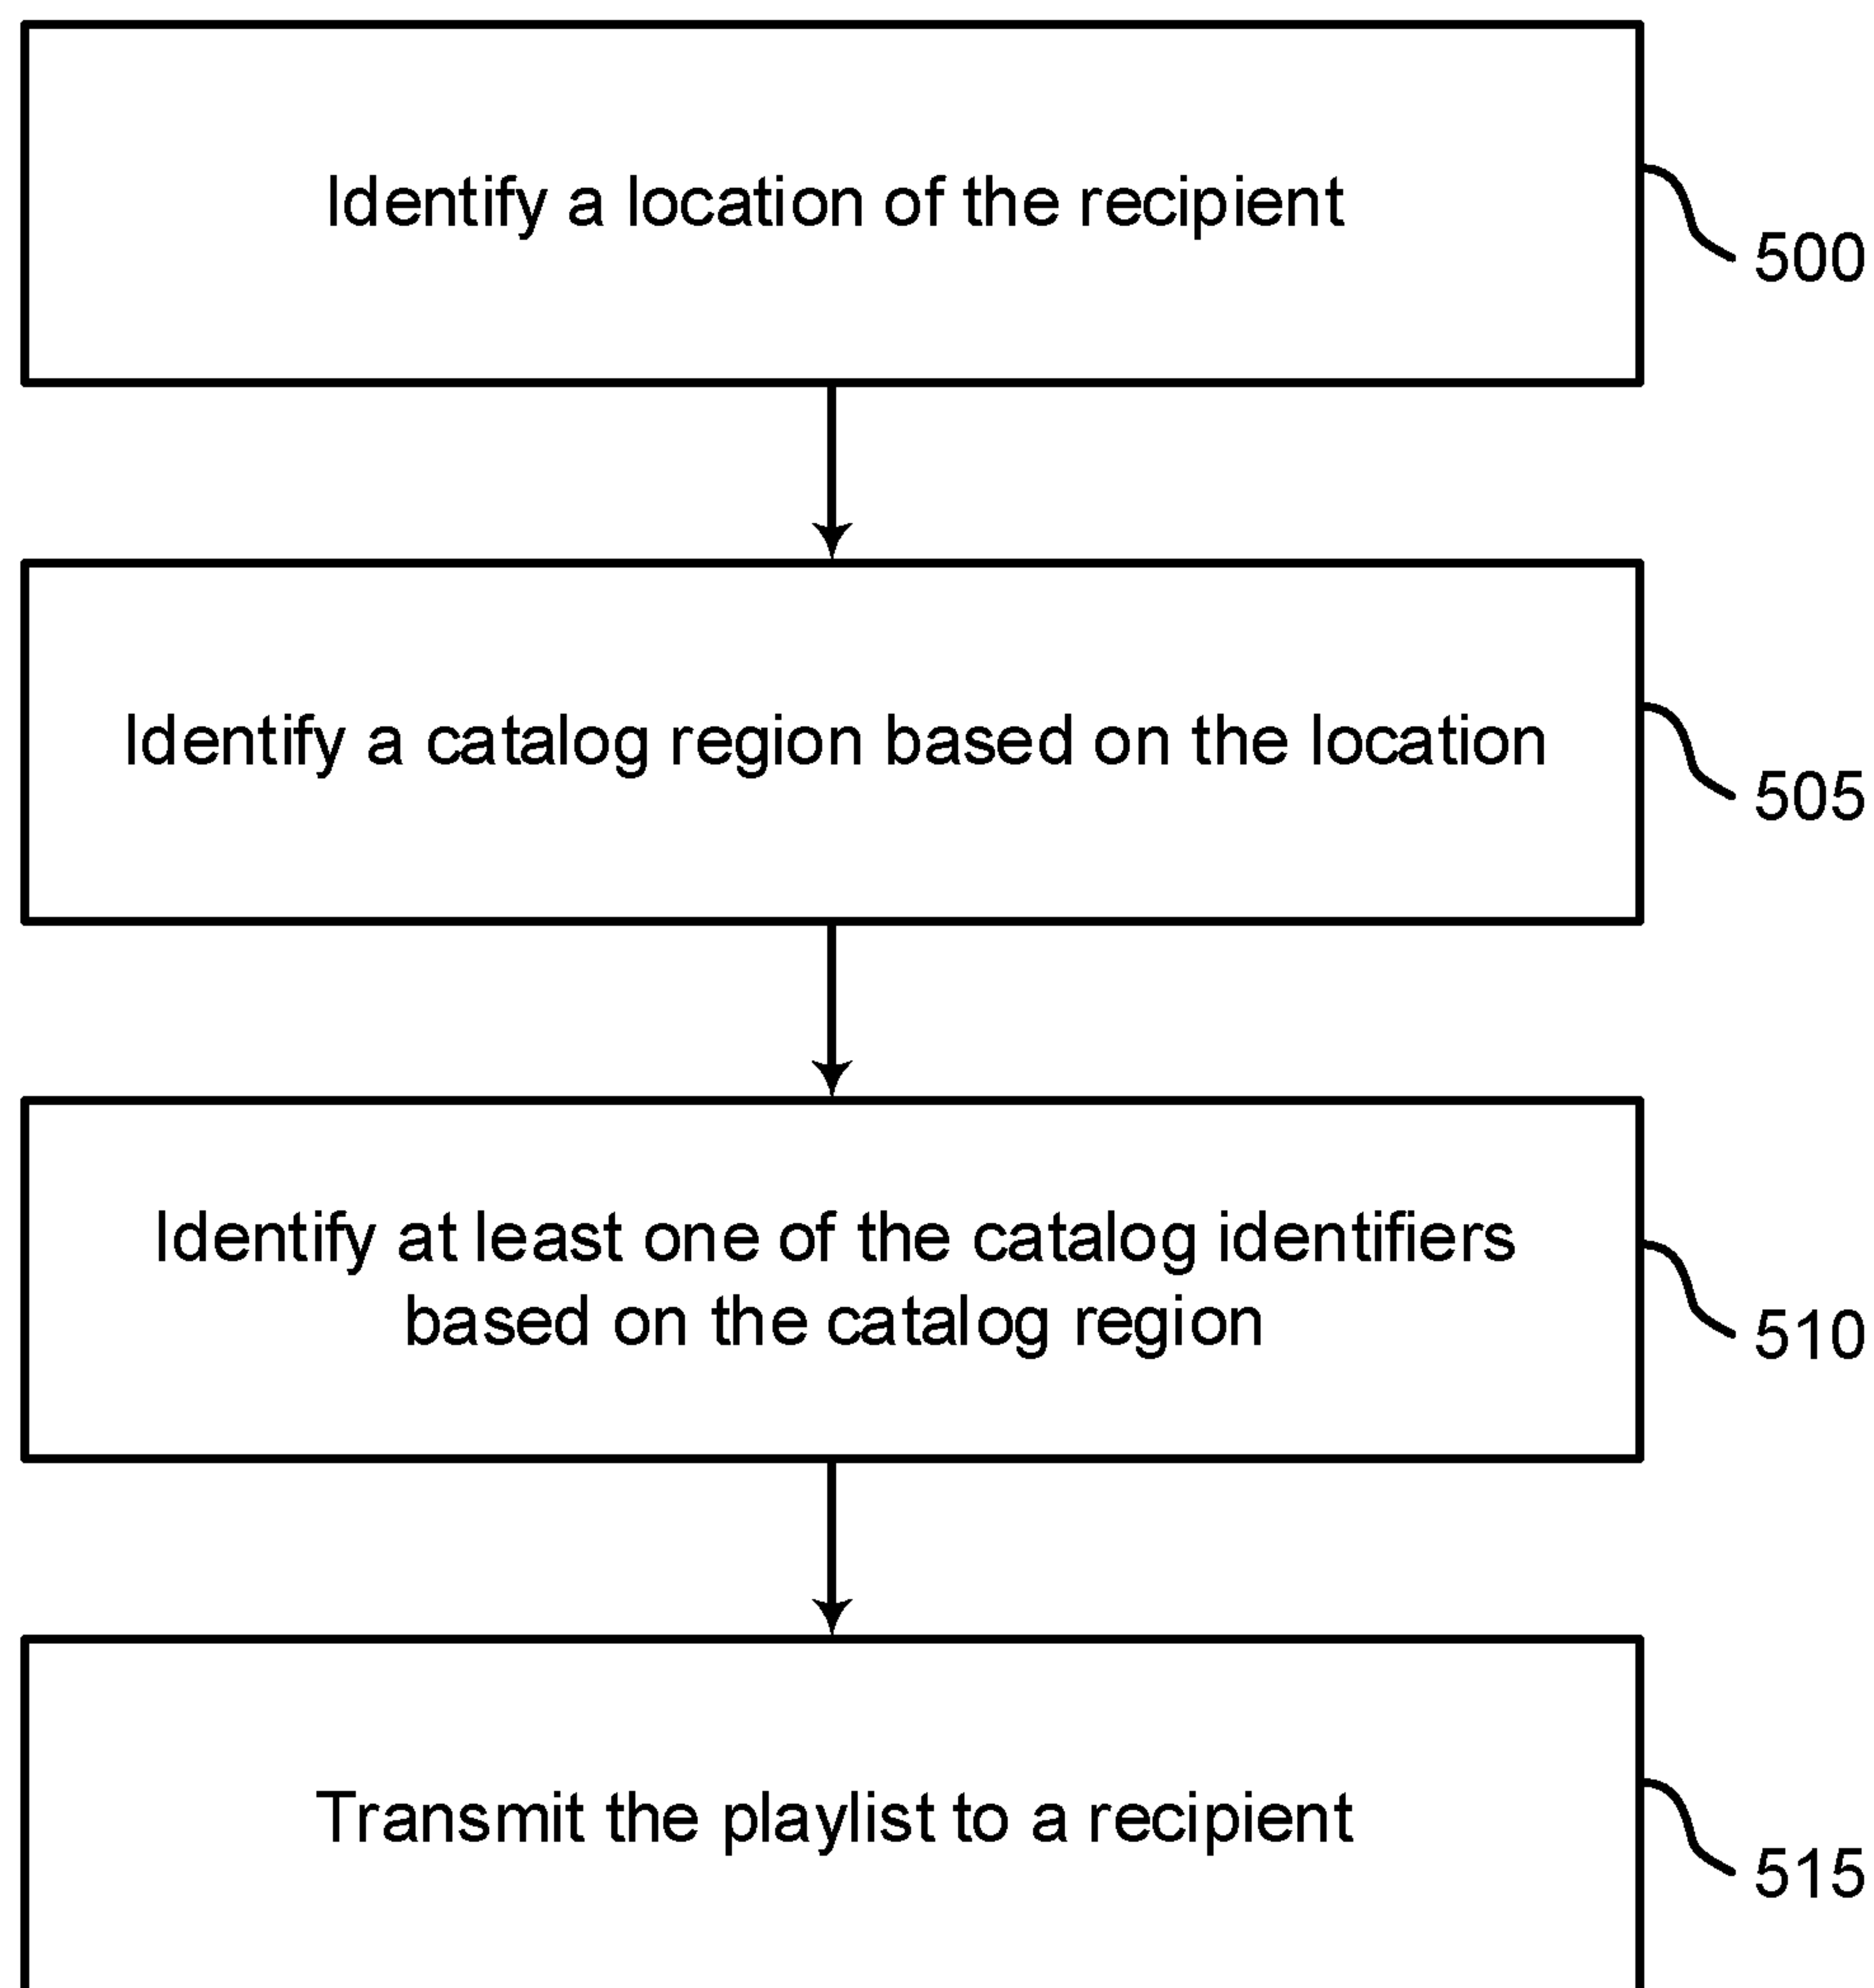 Identify a location of the recipient
500
Identify a catalog region based on the location
505
Identify at least one of the catalog identifiers
based on the catalog region
510
Transmit the playlist to a recipient
515